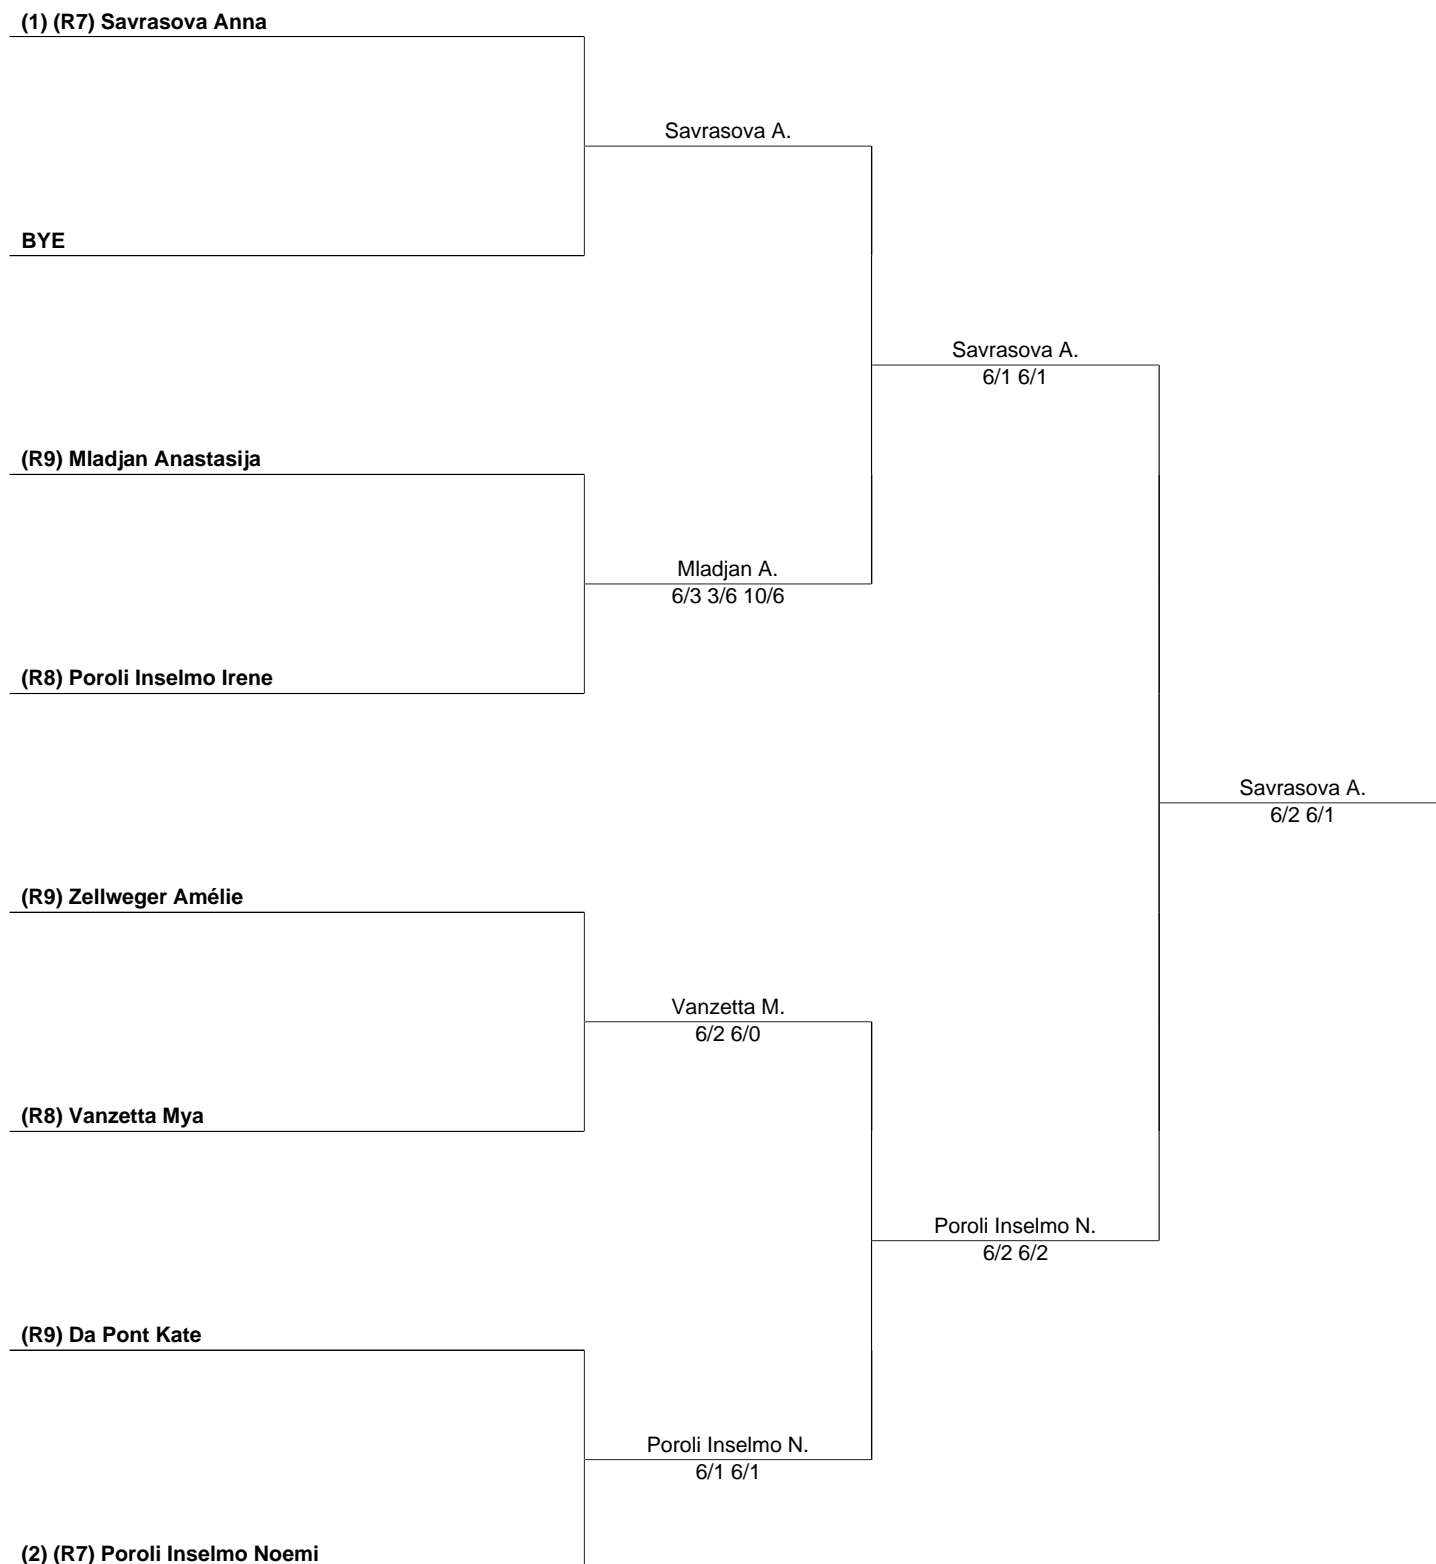 (1) (R7) Savrasova Anna
Savrasova A.
BYE
Savrasova A.
6/1 6/1
(R9) Mladjan Anastasija
Mladjan A.
6/3 3/6 10/6
(R8) Poroli Inselmo Irene
Savrasova A.
6/2 6/1
(R9) Zellweger Amélie
Vanzetta M.
6/2 6/0
(R8) Vanzetta Mya
Poroli Inselmo N.
6/2 6/2
(R9) Da Pont Kate
Poroli Inselmo N.
6/1 6/1
(2) (R7) Poroli Inselmo Noemi